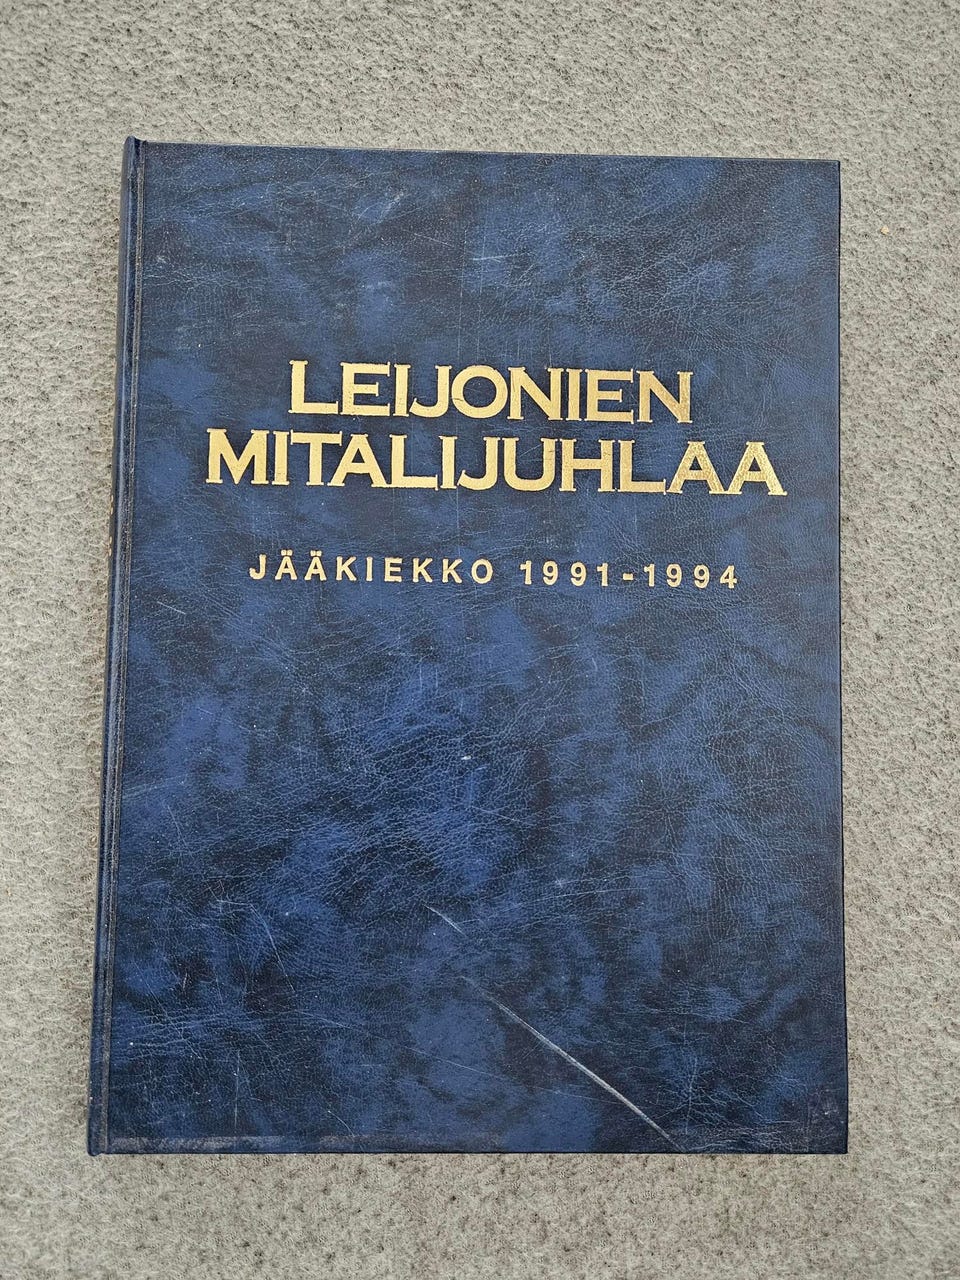 LEIJONIEN
MITALIJUHLAA
JÄÄKIEKKO 1991-1994